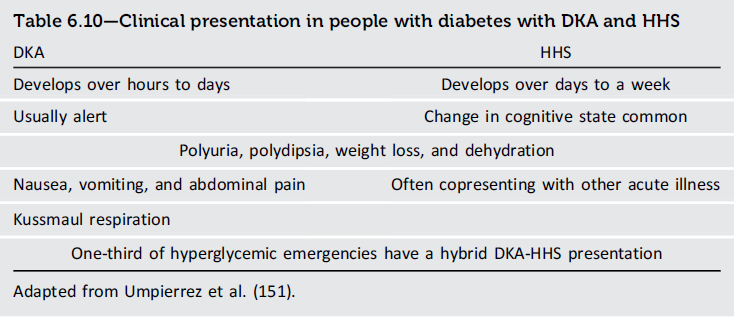 Table 6.10—Clinical presentation in people with diabetes with DKA and HHS
DKA HHS
Develops over hours to days Develops over days to a week
Usually alert Change in cognitive state common
Polyuria, polydipsia, weight loss, and dehydration
Nausea, vomiting, and abdominal pain Often copresenting with other acute illness
Kussmaul respiration
One-third of hyperglycemic emergencies have a hybrid DKA-HHS presentation
Adapted from Umpierrez et al. (151).